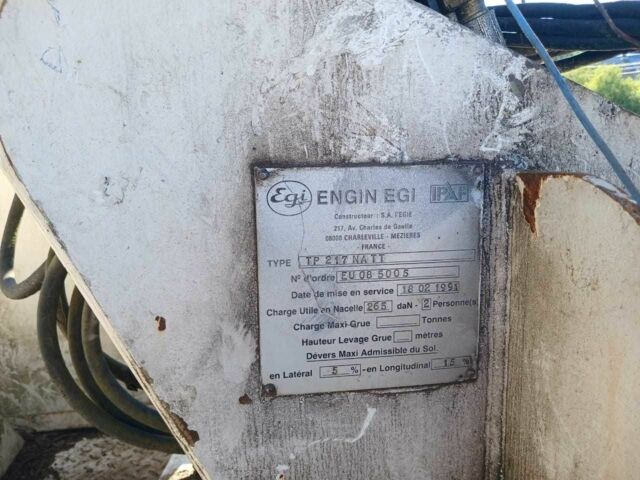 Egi ENGIN EGI IPAF
Constructeur : S.A. l'EGIE
217, Av. Charles de Gaulle
08000 CHARLEVILLE - MEZIERES
- FRANCE -
TYPE TP 217 NA TT
N° d'ordre EU 08 5005
Date de mise en service 18 02 1991
Charge Utile en Nacelle 265 daN - 2 Personne(s
Charge Maxi Grue Tonnes
Hauteur Levage Grue mètres
Dévers Maxi Admissible du Sol.
en Latéral 5 % - en Longitudinal 15 %